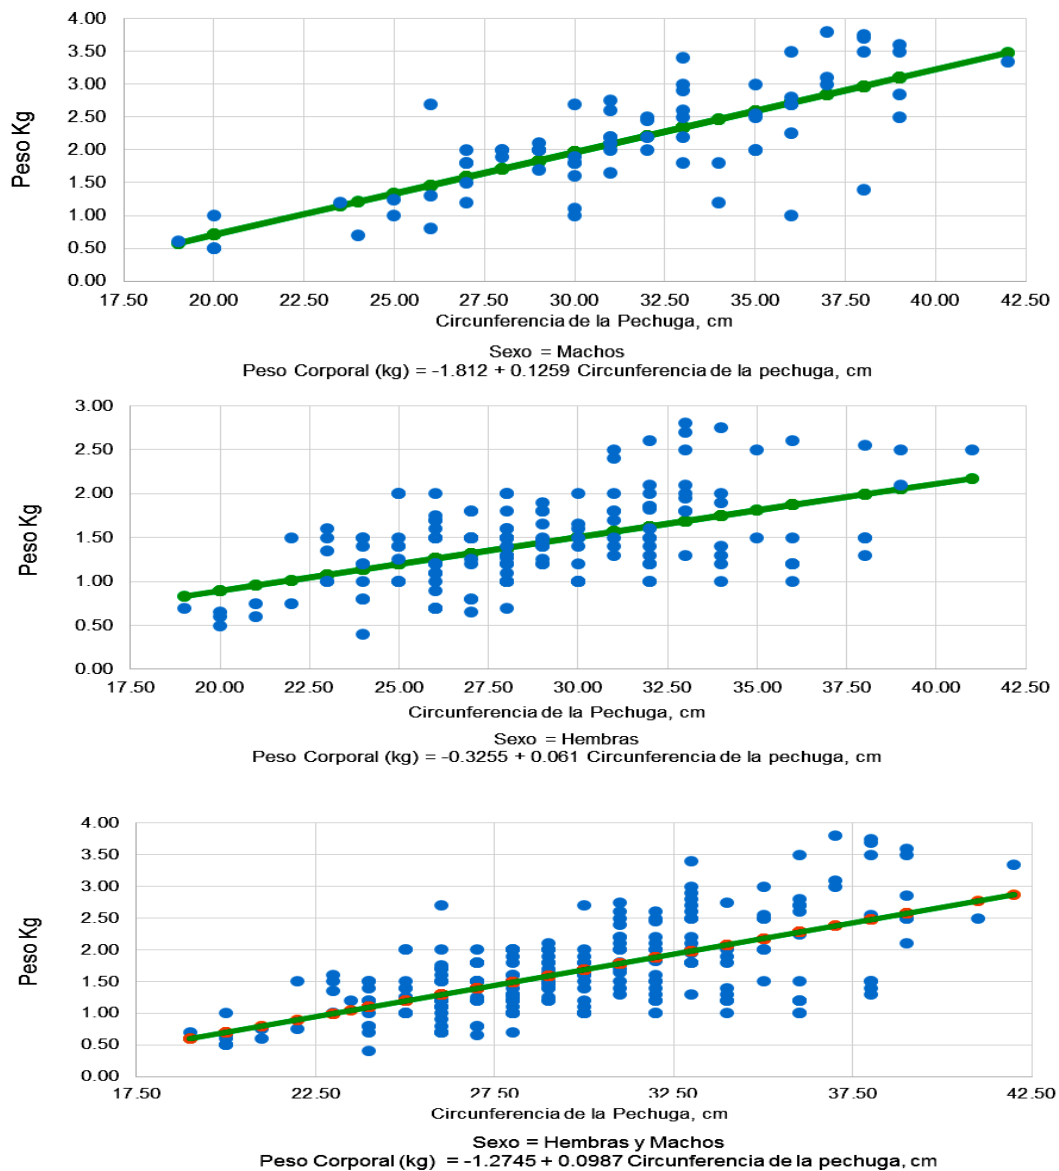 4.00
3.50
3.00
2.50
2.00
1.50
1.00
0.50
0.00
Peso Kg
17.50 20.00 22.50 25.00 27.50 30.00 32.50 35.00 37.50 40.00 42.50
Circunferencia de la Pechuga, cm
Sexo = Machos
Peso Corporal (kg) = -1.812 + 0.1259 Circunferencia de la pechuga, cm
3.00
2.50
2.00
1.50
1.00
0.50
0.00
Peso Kg
17.50 20.00 22.50 25.00 27.50 30.00 32.50 35.00 37.50 40.00 42.50
Circunferencia de la Pechuga, cm
Sexo = Hembras
Peso Corporal (kg) = -0.3255 + 0.061 Circunferencia de la pechuga, cm
4.00
3.50
3.00
2.50
2.00
1.50
1.00
0.50
0.00
Peso Kg
17.50 22.50 27.50 32.50 37.50 42.50
Circunferencia de la Pechuga, cm
Sexo = Hembras y Machos
Peso Corporal (kg) = -1.2745 + 0.0987 Circunferencia de la pechuga, cm